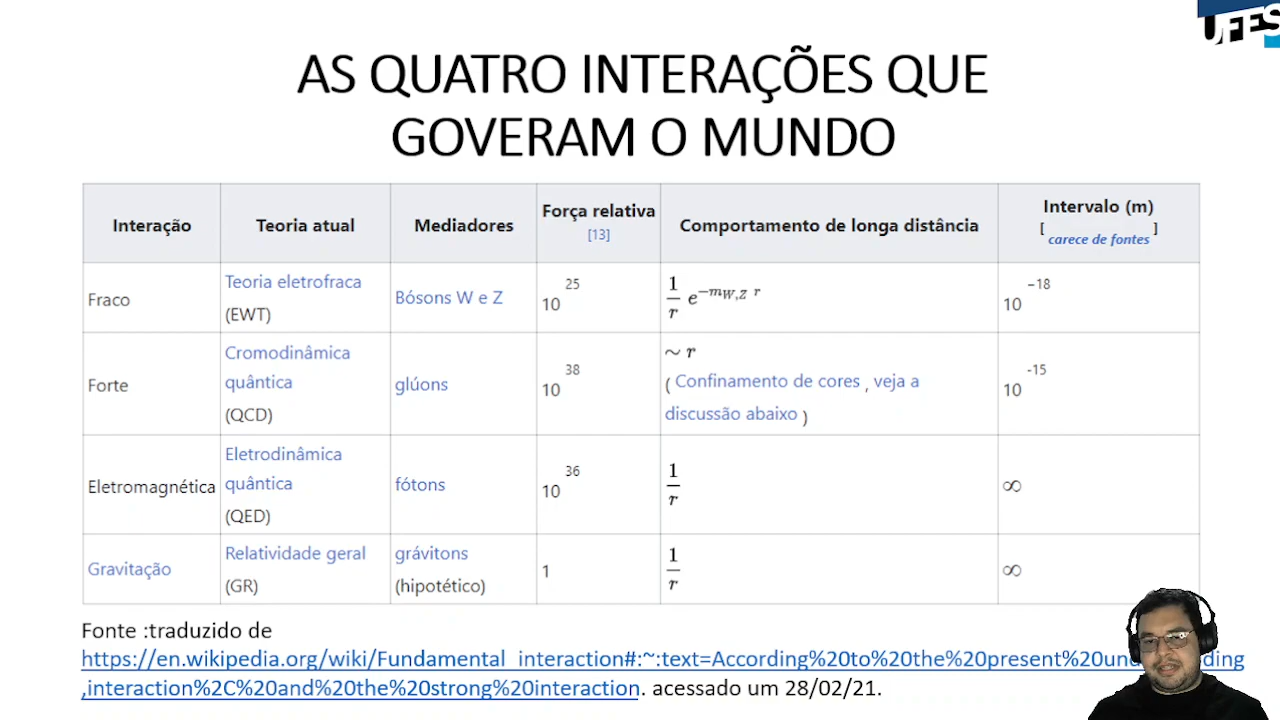 UFES
AS QUATRO INTERAÇÕES QUE
GOVERAM O MUNDO
Interação
Teoria atual
Mediadores
Força relativa
[13]
Comportamento de longa distância
Intervalo (m)
[ carece de fontes ]
Fraco
Teoria eletrofraca
(EWT)
Bósons W e Z
10^25
1/r e^{−m_{W,Z} r}
10^−18
Forte
Cromodinâmica
quântica
(QCD)
glúons
10^38
~ r
( Confinamento de cores , veja a
discussão abaixo )
10^-15
Eletromagnética
Eletrodinâmica
quântica
(QED)
fótons
10^36
1/r
∞
Gravitação
Relatividade geral
(GR)
grávitons
(hipotético)
1
1/r
∞
Fonte :traduzido de
https://en.wikipedia.org/wiki/Fundamental_interaction#:~:text=According%20to%20the%20present%20un ding
,interaction%2C%20and%20the%20strong%20interaction. acessado um 28/02/21.